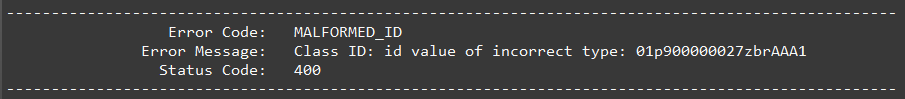 Error Code: MALFORMED_ID
Error Message: Class ID: id value of incorrect type: 01p900000027zbrAAA1
Status Code: 400